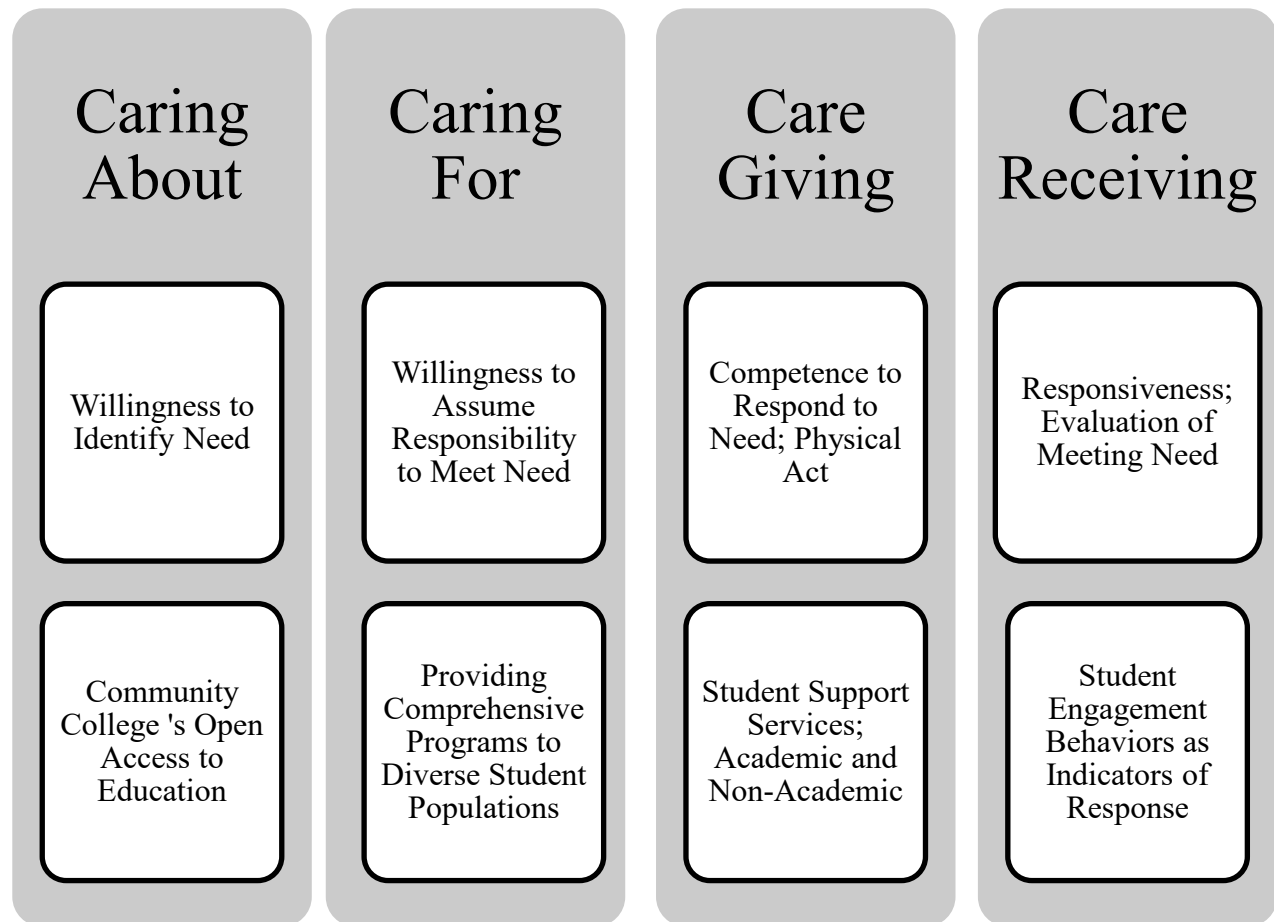 Caring
About
Willingness to
Identify Need
Community
College 's Open
Access to
Education
Caring
For
Willingness to
Assume
Responsibility
to Meet Need
Providing
Comprehensive
Programs to
Diverse Student
Populations
Care
Giving
Competence to
Respond to
Need; Physical
Act
Student Support
Services;
Academic and
Non-Academic
Care
Receiving
Responsiveness;
Evaluation of
Meeting Need
Student
Engagement
Behaviors as
Indicators of
Response